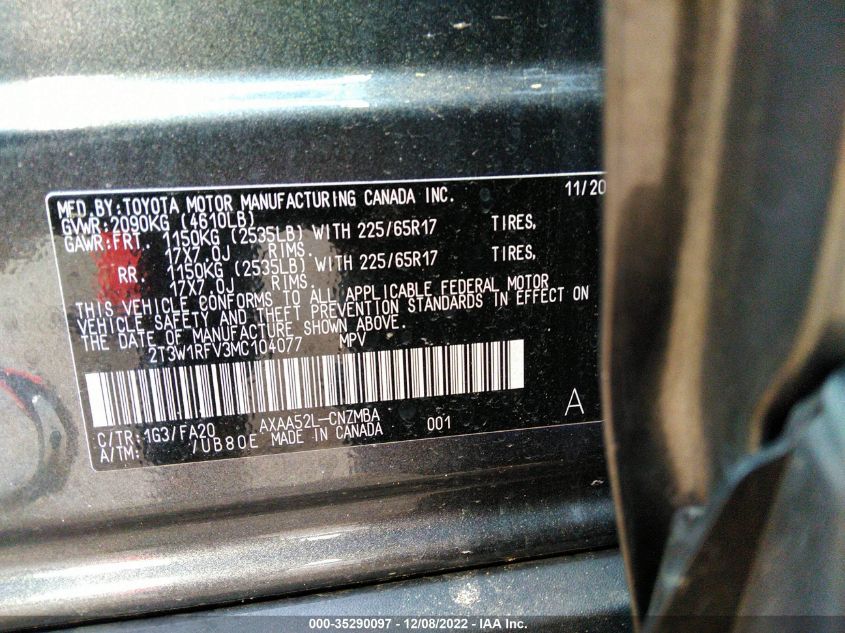 MFD.BY:TOYOTA MOTOR MANUFACTURING CANADA INC. 11/20
GVWR:2090KG (4610LB)
GAWR:FRT. 1150KG (2535LB) WITH 225/65R17 TIRES,
17X7.0J RIMS.
RR. 1150KG (2535LB) WITH 225/65R17 TIRES,
17X7.0J RIMS.
THIS VEHICLE CONFORMS TO ALL APPLICABLE FEDERAL MOTOR
VEHICLE SAFETY AND THEFT PREVENTION STANDARDS IN EFFECT ON
THE DATE OF MANUFACTURE SHOWN ABOVE.
2T3W1RFV3MC104077 MPV
A
C/TR:1G3/FA20 AXAA52L-CNZMBA 001
A/TM: /UB80E MADE IN CANADA
000-35290097 - 12/08/2022 - IAA Inc.